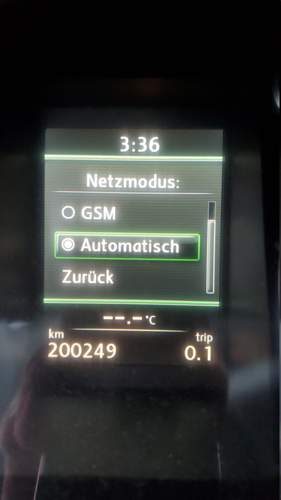 3:36
Netzmodus:
GSM
Automatisch
Zurück
--.-°C
km trip
200249 0.1